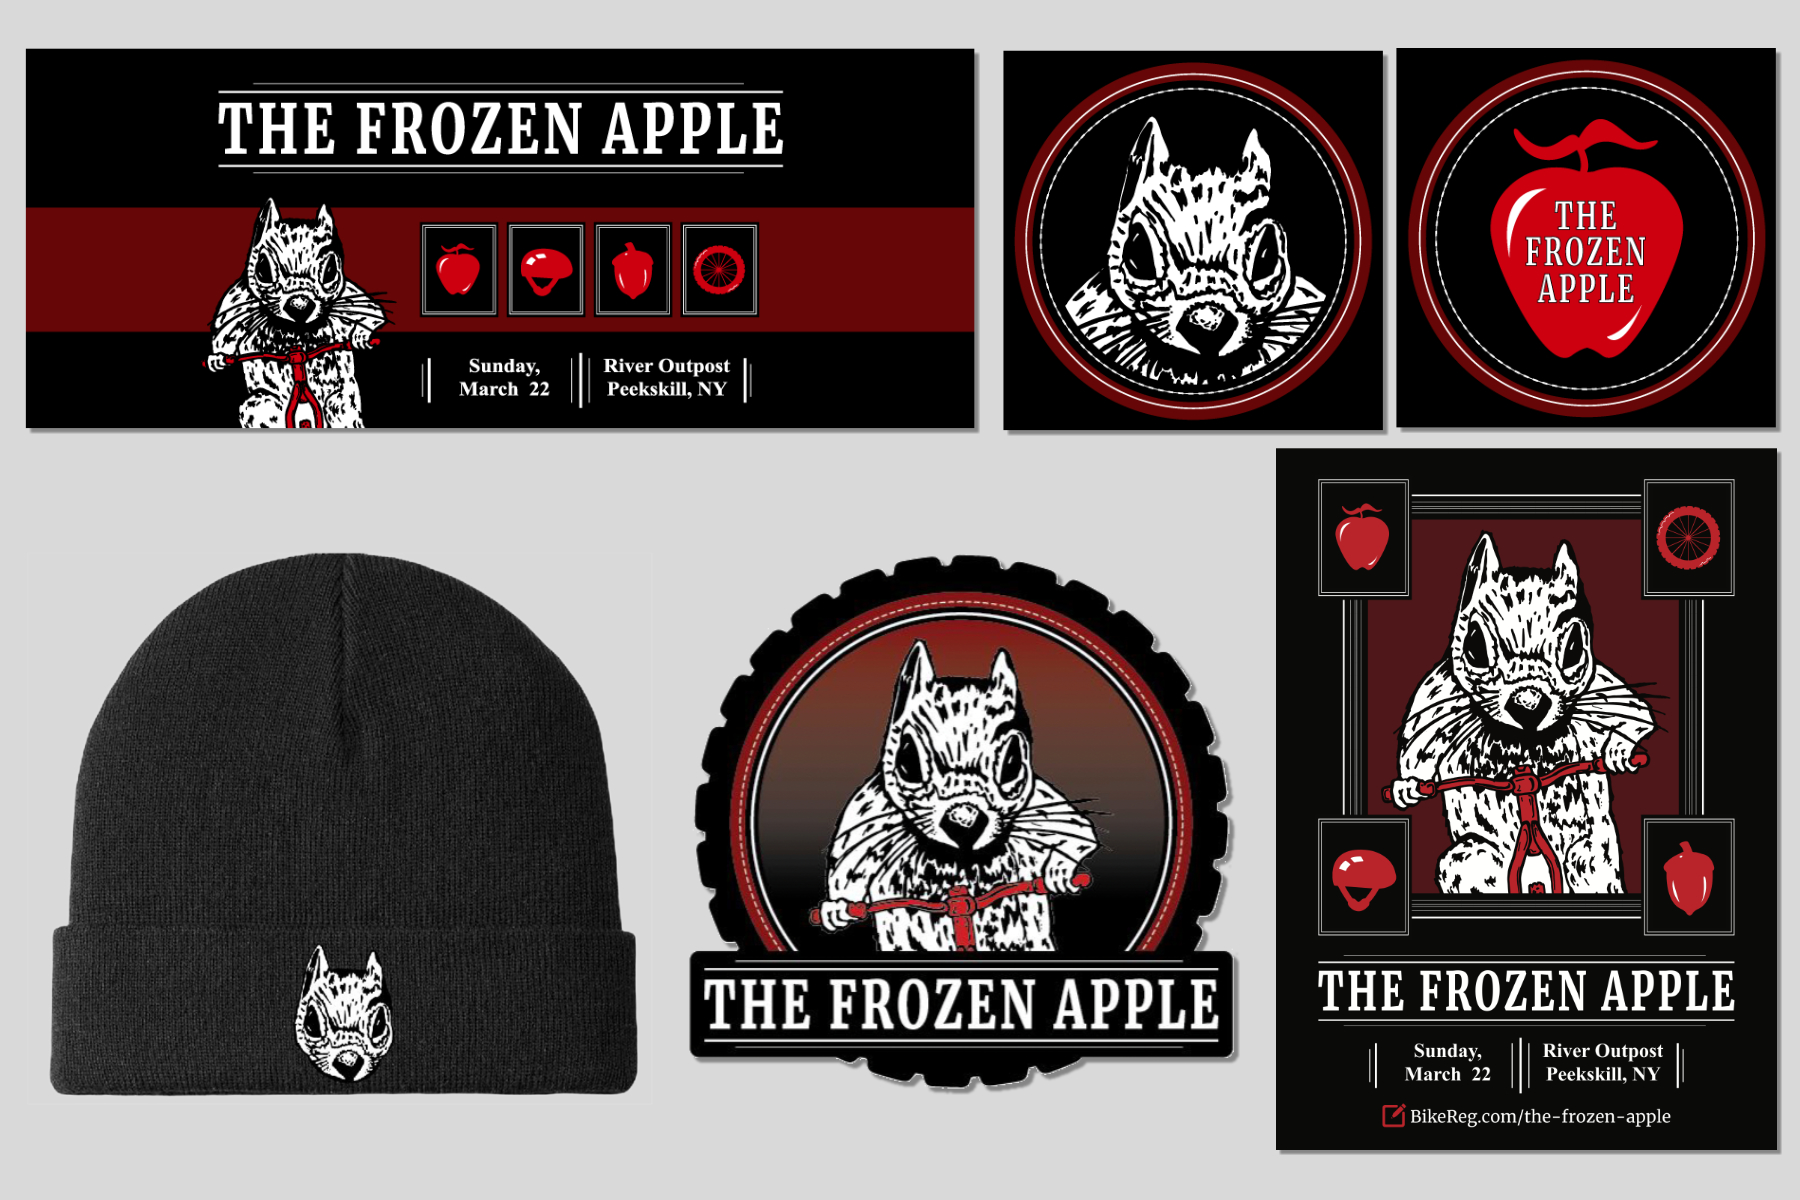 THE FROZEN APPLE
Sunday,
March 22
River Outpost
Peekskill, NY
THE
FROZEN
APPLE
THE FROZEN APPLE
THE FROZEN APPLE
Sunday,
March 22
River Outpost
Peekskill, NY
BikeReg.com/the-frozen-apple